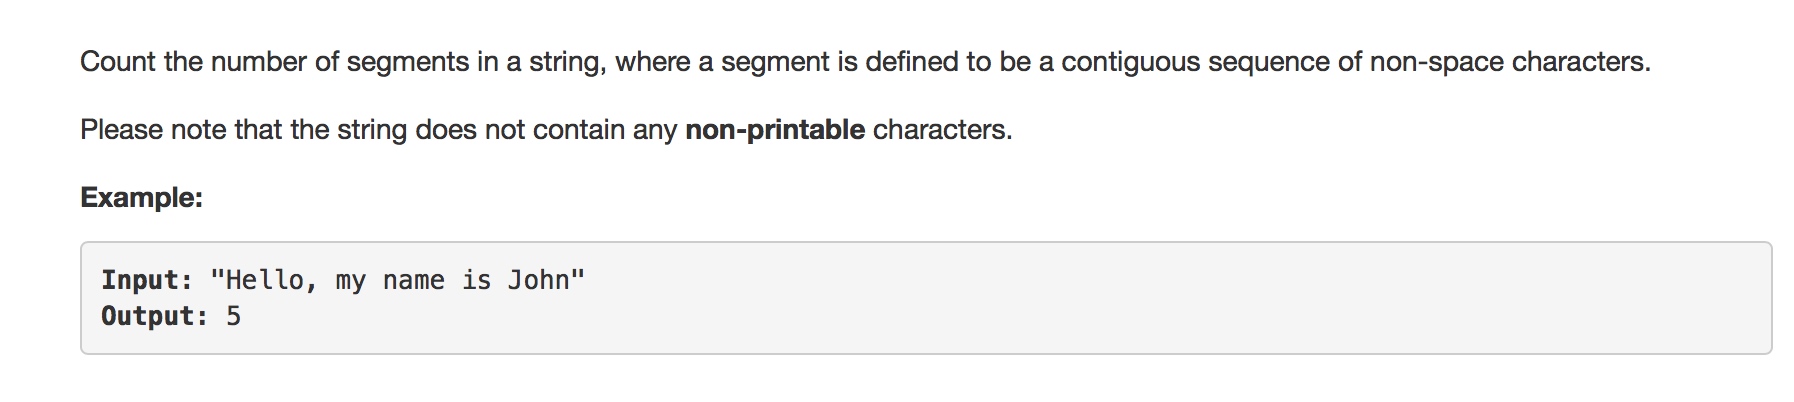 Count the number of segments in a string, where a segment is defined to be a contiguous sequence of non-space characters.
Please note that the string does not contain any non-printable characters.
Example:
Input: "Hello, my name is John"
Output: 5